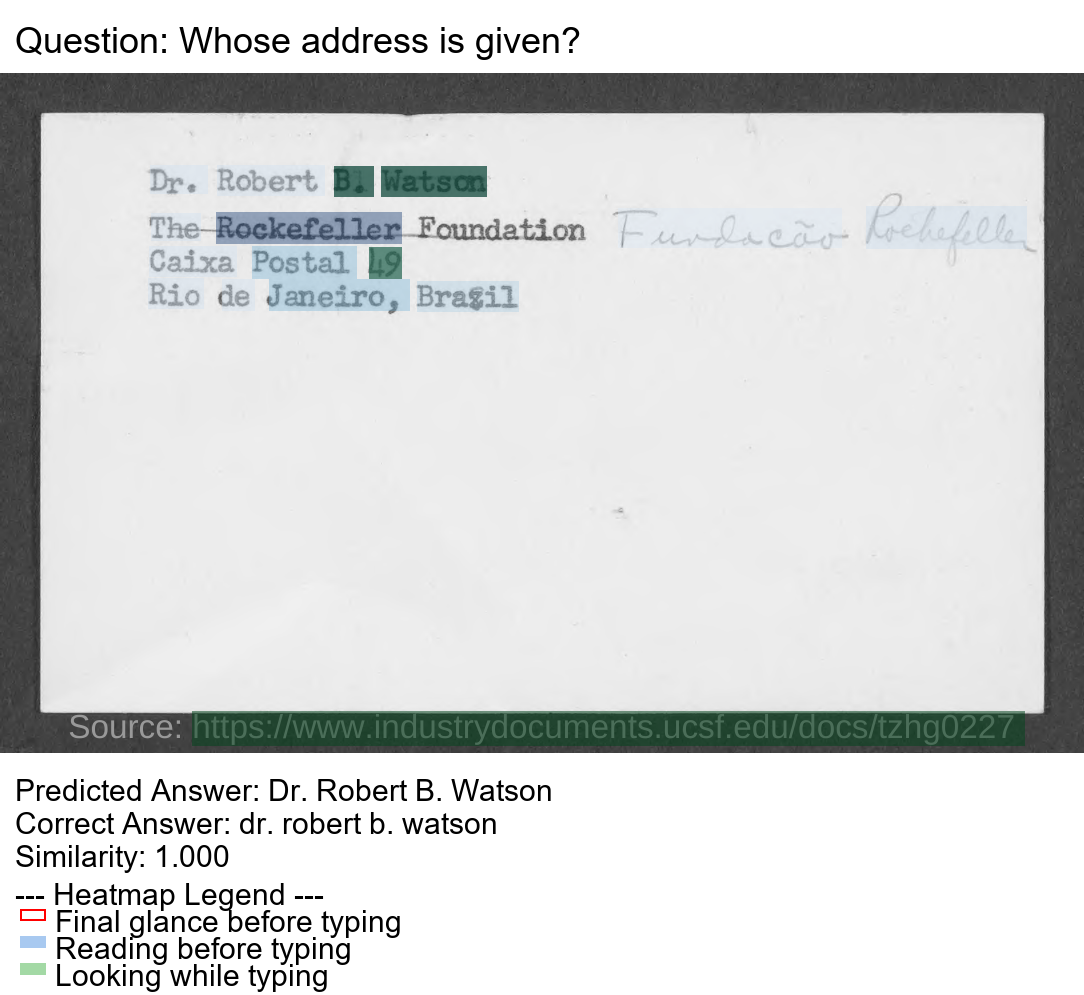 Question: Whose address is given?
Dr. Robert B. Watson
The Rockefeller Foundation Fundação Rockefeller
Caixa Postal 49
Rio de Janeiro, Brazil
Source: https://www.industrydocuments.ucsf.edu/docs/tzhg0227
Predicted Answer: Dr. Robert B. Watson
Correct Answer: dr. robert b. watson
Similarity: 1.000
--- Heatmap Legend ---
Final glance before typing
Reading before typing
Looking while typing